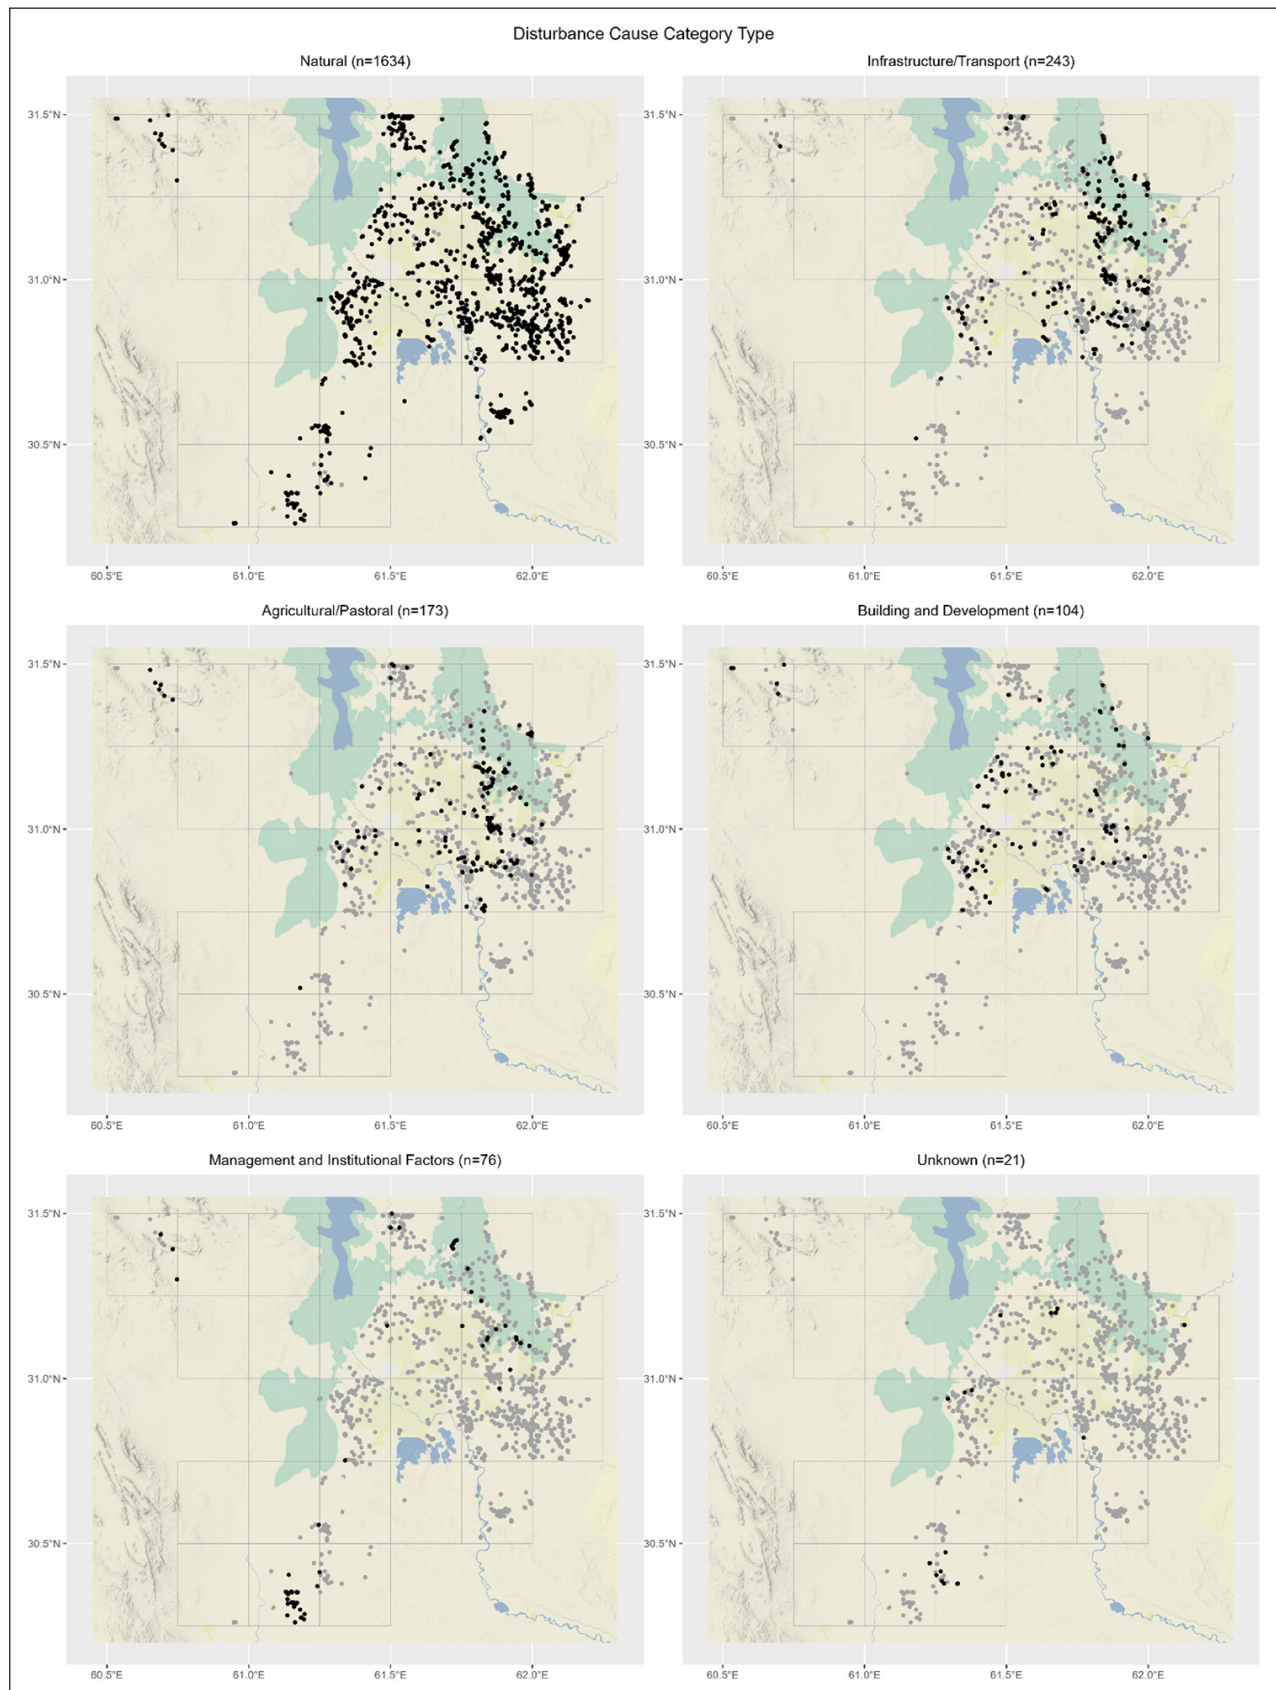 Disturbance Cause Category Type
Natural (n=1634)
Infrastructure/Transport (n=243)
31.5°N
31.0°N
30.5°N
60.5°E 61.0°E 61.5°E 62.0°E
31.5°N
31.0°N
30.5°N
60.5°E 61.0°E 61.5°E 62.0°E
Agricultural/Pastoral (n=173)
Building and Development (n=104)
31.5°N
31.0°N
30.5°N
60.5°E 61.0°E 61.5°E 62.0°E
31.5°N
31.0°N
30.5°N
60.5°E 61.0°E 61.5°E 62.0°E
Management and Institutional Factors (n=76)
Unknown (n=21)
31.5°N
31.0°N
30.5°N
60.5°E 61.0°E 61.5°E 62.0°E
31.5°N
31.0°N
30.5°N
60.5°E 61.0°E 61.5°E 62.0°E